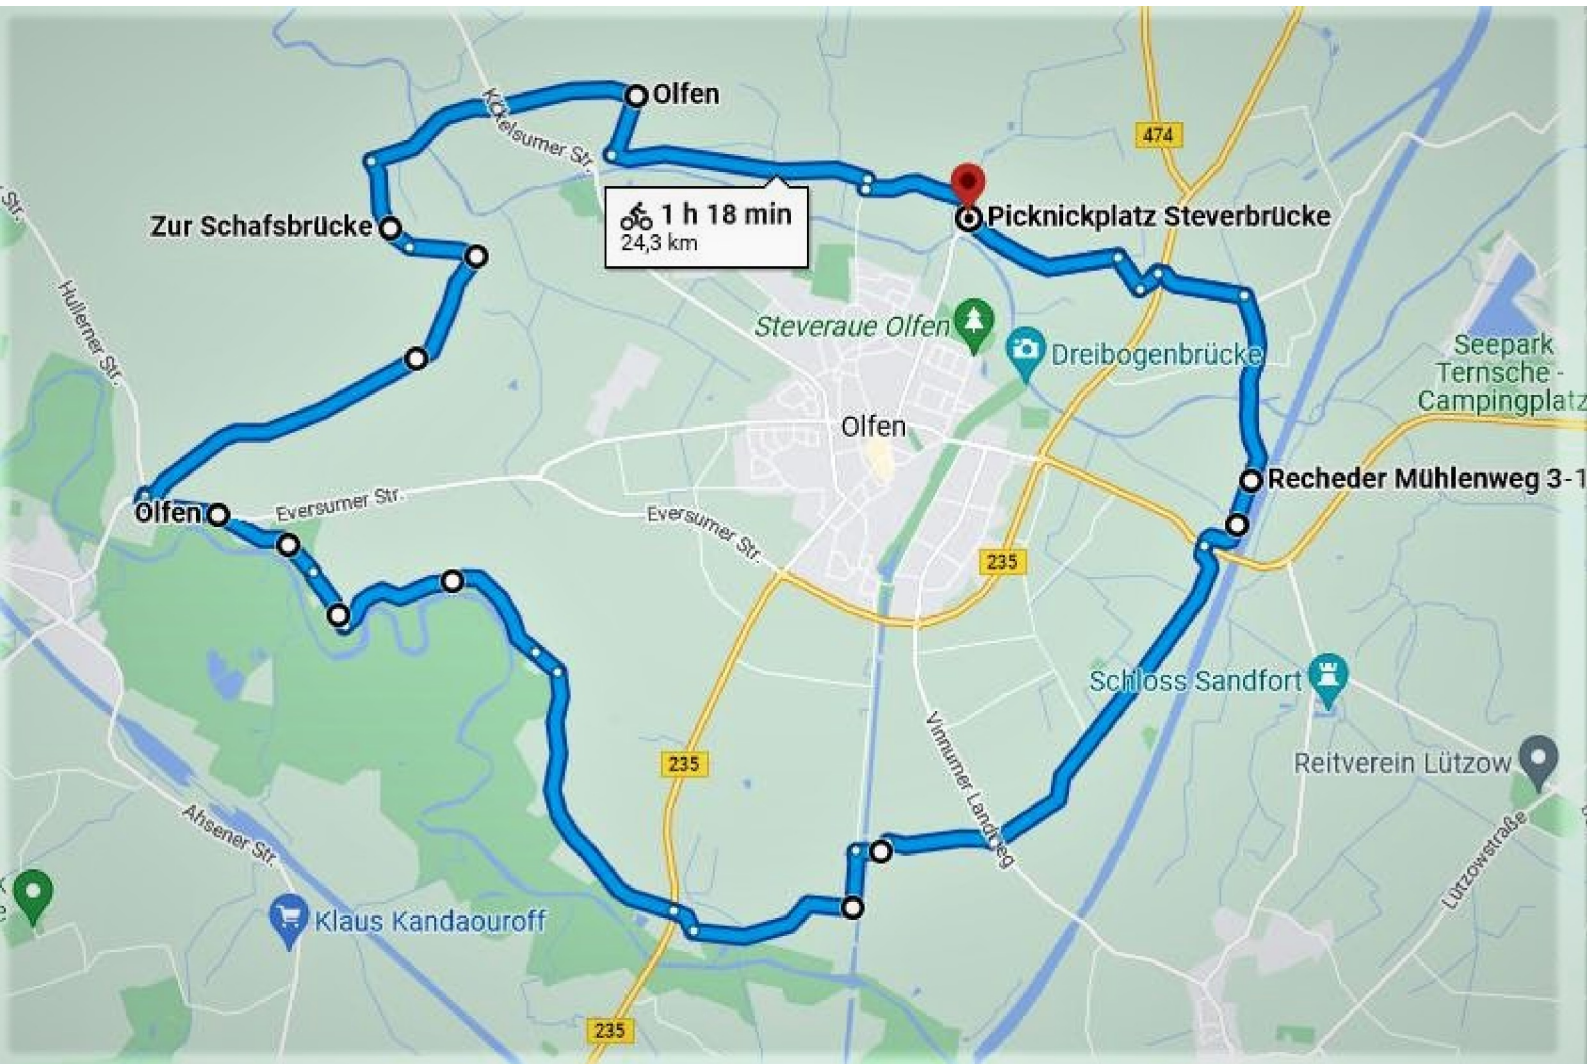 Olfen
Kökelsumer Str.
474
Zur Schafsbrücke
1 h 18 min
24,3 km
Picknickplatz Steverbrücke
Str.
Hullerner Str.
Steveraue Olfen
Dreibogenbrücke
Seepark
Ternsche -
Campingplatz
Olfen
Recheder Mühlenweg 3-1
Olfen
Eversumer Str.
Eversumer Str.
235
Schloss Sandfort
235
Vinnumer Landweg
Reitverein Lützow
Ahsener Str.
Lützowstraße
Klaus Kandaouroff
235